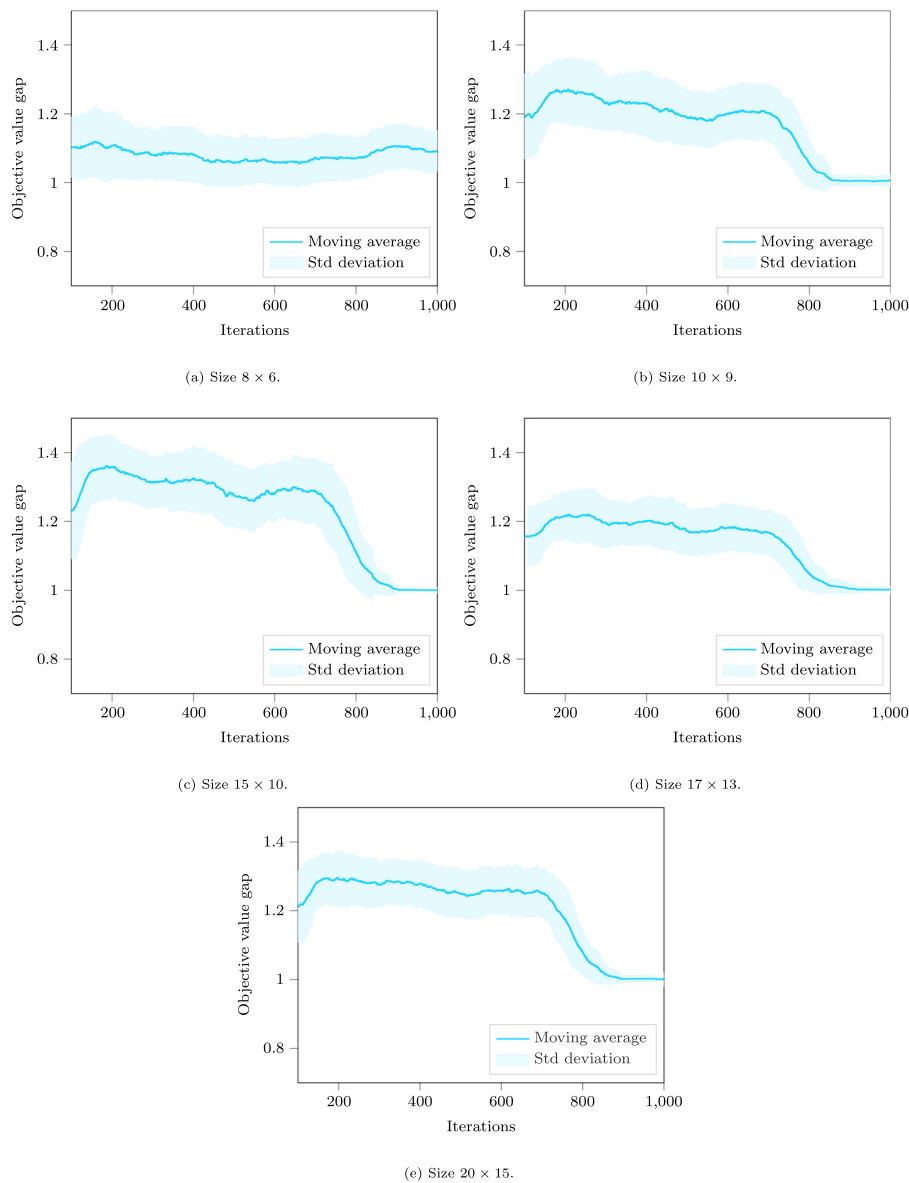 1.4
1.2
1
0.8
Objective value gap
Moving average
Std deviation
200 400 600 800 1,000
Iterations
(a) Size 8 × 6.
1.4
1.2
1
0.8
Objective value gap
Moving average
Std deviation
200 400 600 800 1,000
Iterations
(b) Size 10 × 9.
1.4
1.2
1
0.8
Objective value gap
Moving average
Std deviation
200 400 600 800 1,000
Iterations
(c) Size 15 × 10.
1.4
1.2
1
0.8
Objective value gap
Moving average
Std deviation
200 400 600 800 1,000
Iterations
(d) Size 17 × 13.
1.4
1.2
1
0.8
Objective value gap
Moving average
Std deviation
200 400 600 800 1,000
Iterations
(e) Size 20 × 15.